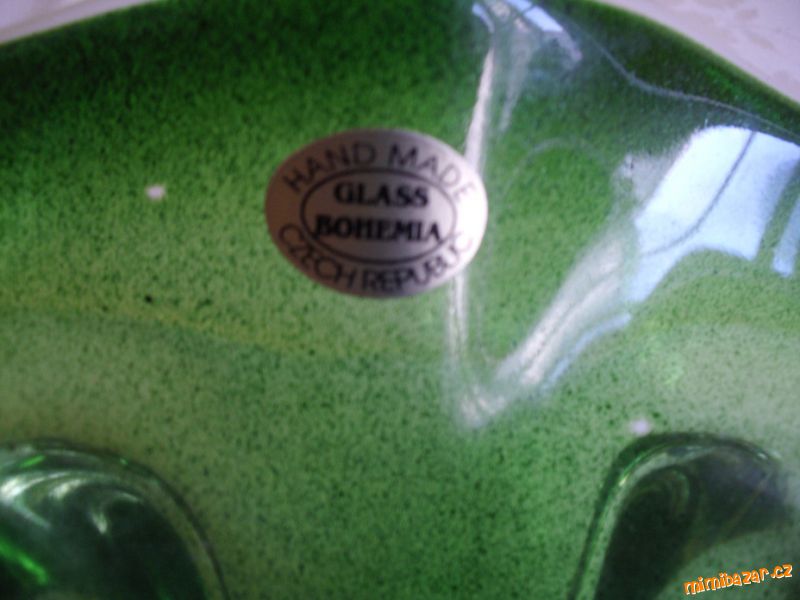 HAND MADE
GLASS
BOHEMIA
CZECH REPUBLIC
mimibazar.cz